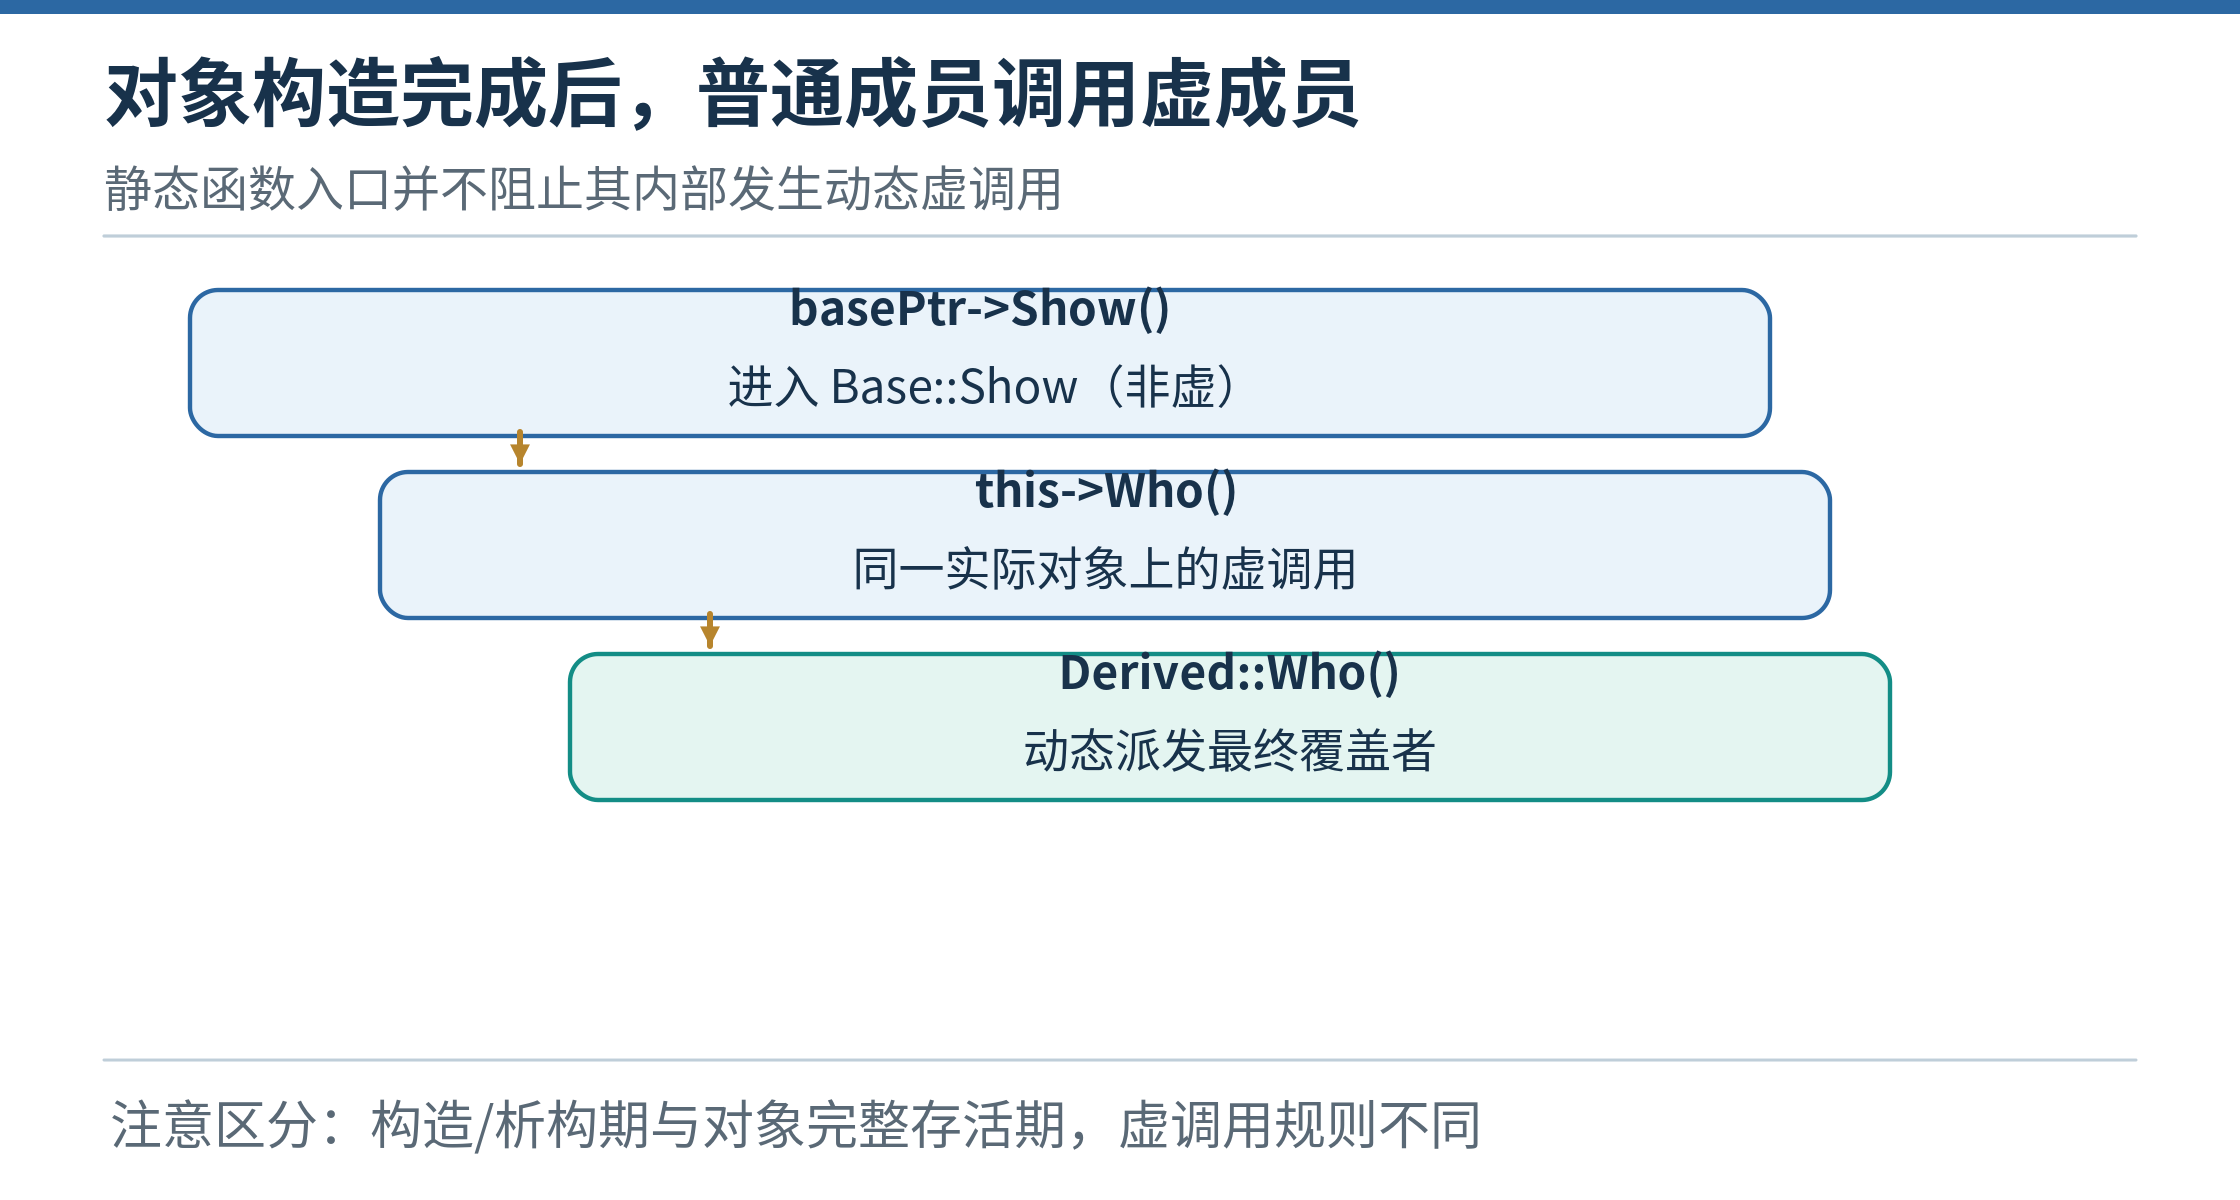 对象构造完成后，普通成员调用虚成员
静态函数入口并不阻止其内部发生动态虚调用
basePtr->Show()
进入 Base::Show（非虚）
this->Who()
同一实际对象上的虚调用
Derived::Who()
动态派发最终覆盖者
注意区分：构造/析构期与对象完整存活期，虚调用规则不同